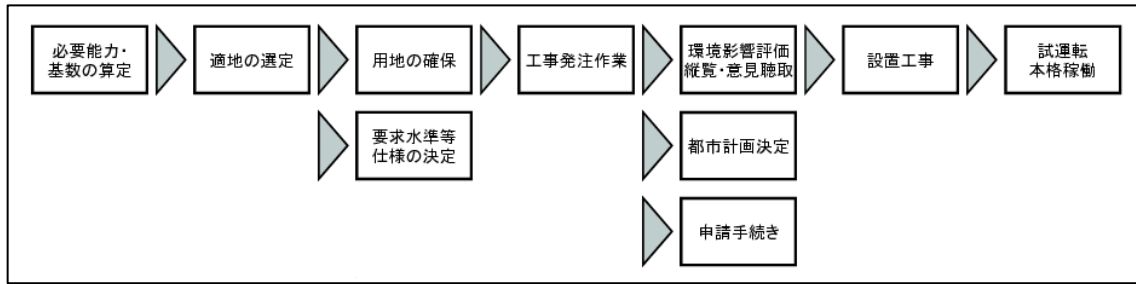 必要能力・
基数の算定
適地の選定
用地の確保
工事発注作業
環境影響評価
縦覧・意見聴取
設置工事
試運転
本格稼働
要求水準等
仕様の決定
都市計画決定
申請手続き